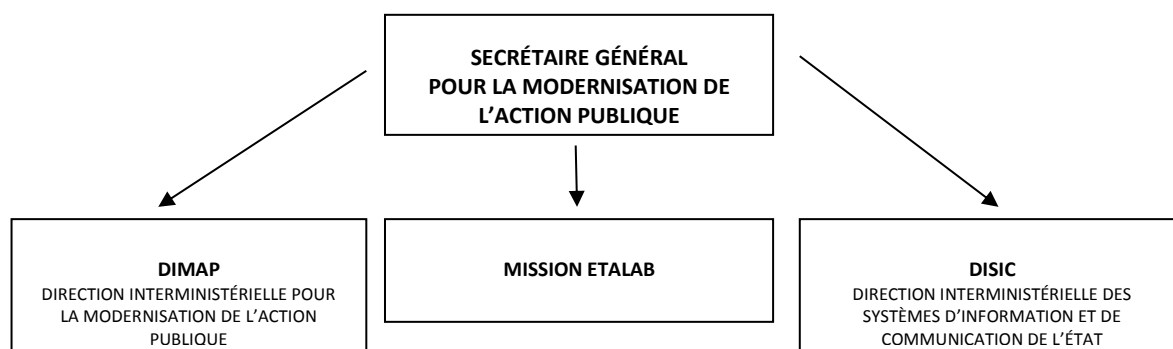 SECRÉTAIRE GÉNÉRAL
POUR LA MODERNISATION DE
L’ACTION PUBLIQUE
DIMAP
DIRECTION INTERMINISTÉRIELLE POUR
LA MODERNISATION DE L’ACTION
PUBLIQUE
MISSION ETALAB
DISIC
DIRECTION INTERMINISTÉRIELLE DES
SYSTÈMES D’INFORMATION ET DE
COMMUNICATION DE L’ÉTAT